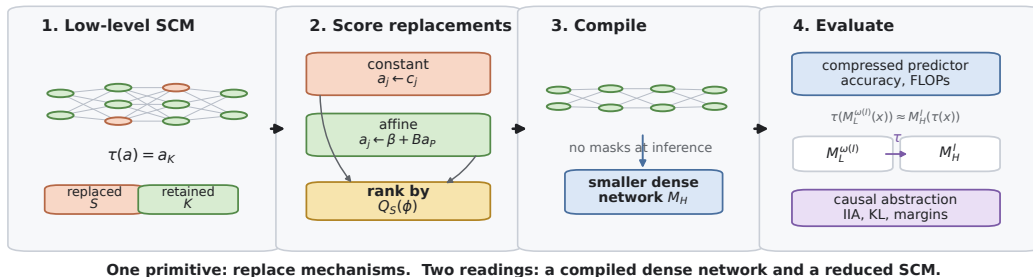 1. Low-level SCM
τ(a) = a_K
replaced
S
retained
K
2. Score replacements
constant
a_j ← c_j
affine
a_j ← β + Ba_P
rank by
Q_S(ϕ)
3. Compile
no masks at inference
smaller dense
network M_H
4. Evaluate
compressed predictor
accuracy, FLOPs
τ(M_L^{ω(I)}(x)) ≈ M_H^I(τ(x))
τ
M_L^{ω(I)}
M_H^I
causal abstraction
IIA, KL, margins
One primitive: replace mechanisms. Two readings: a compiled dense network and a reduced SCM.